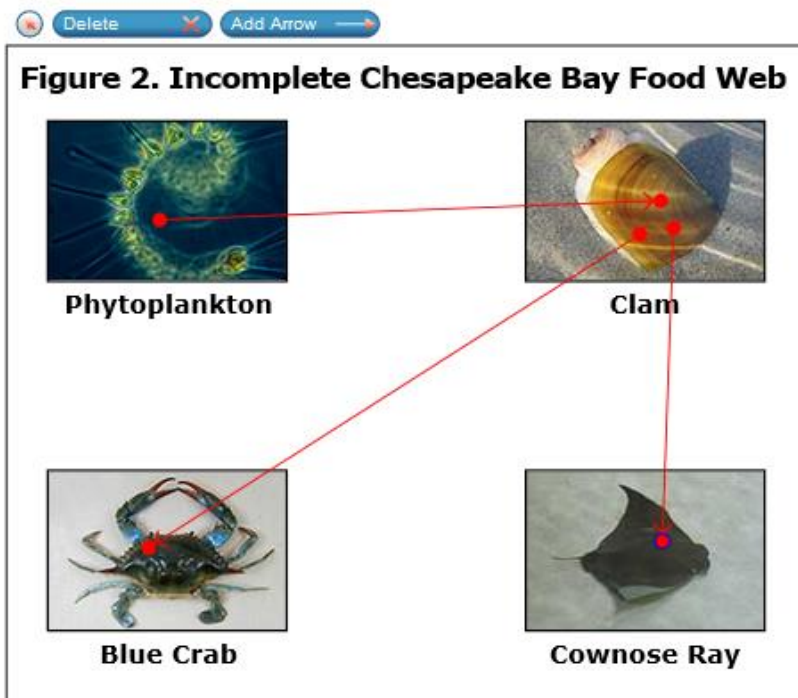 Delete
Add Arrow
Figure 2. Incomplete Chesapeake Bay Food Web
Phytoplankton
Clam
Blue Crab
Cownose Ray